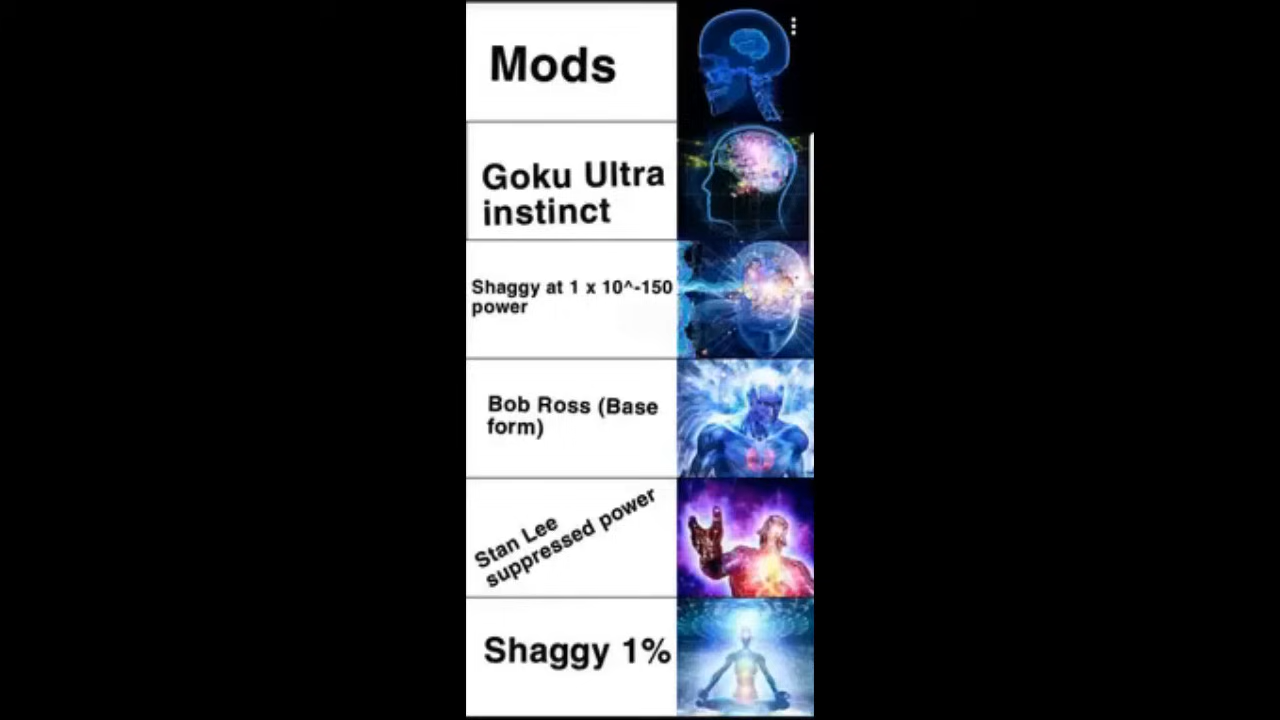 Mods
Goku Ultra
instinct
Shaggy at 1 x 10^-150
power
Bob Ross (Base
form)
Stan Lee
suppressed power
Shaggy 1%